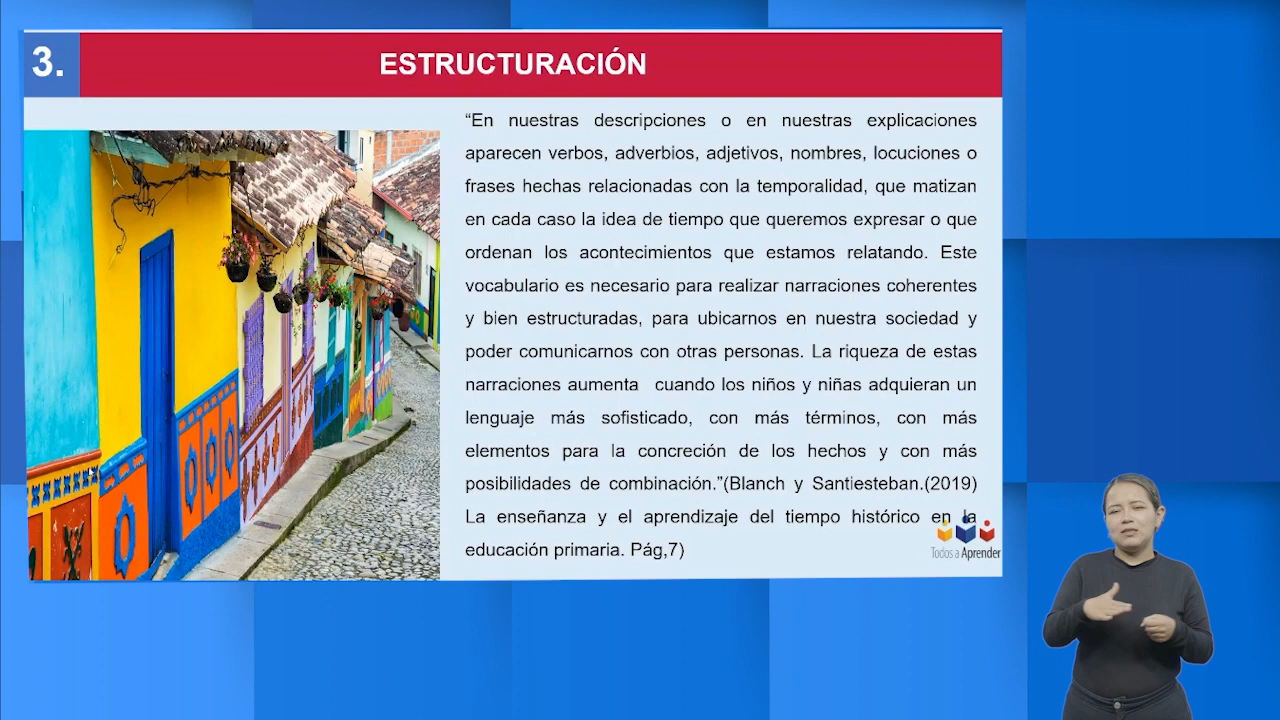 3.
ESTRUCTURACIÓN
“En nuestras descripciones o en nuestras explicaciones
aparecen verbos, adverbios, adjetivos, nombres, locuciones o
frases hechas relacionadas con la temporalidad, que matizan
en cada caso la idea de tiempo que queremos expresar o que
ordenan los acontecimientos que estamos relatando. Este
vocabulario es necesario para realizar narraciones coherentes
y bien estructuradas, para ubicarnos en nuestra sociedad y
poder comunicarnos con otras personas. La riqueza de estas
narraciones aumenta cuando los niños y niñas adquieran un
lenguaje más sofisticado, con más términos, con más
elementos para la concreción de los hechos y con más
posibilidades de combinación.”(Blanch y Santiesteban.(2019)
La enseñanza y el aprendizaje del tiempo histórico en la
educación primaria. Pág,7)
Todos a Aprender